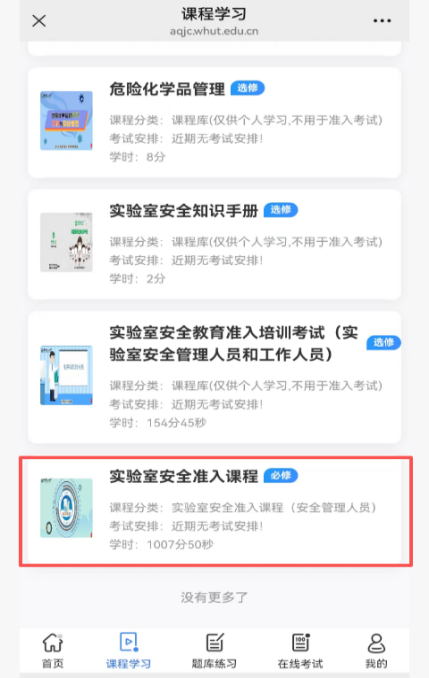 课程学习
aqjc.whut.edu.cn
危险化学品管理 选修
课程分类：课程库(仅供个人学习,不用于准入考试)
考试安排：近期无考试安排!
学时：8分
实验室安全知识手册 选修
课程分类：课程库(仅供个人学习,不用于准入考试)
考试安排：近期无考试安排!
学时：2分
实验室安全教育准入培训考试（实
验室安全管理人员和工作人员） 选修
课程分类：课程库(仅供个人学习,不用于准入考试)
考试安排：近期无考试安排!
学时：154分45秒
实验室安全准入课程 必修
课程分类：实验室安全准入课程（安全管理人员）
考试安排：近期无考试安排!
学时：1007分50秒
没有更多了
100
首页 课程学习 题库练习 在线考试 我的